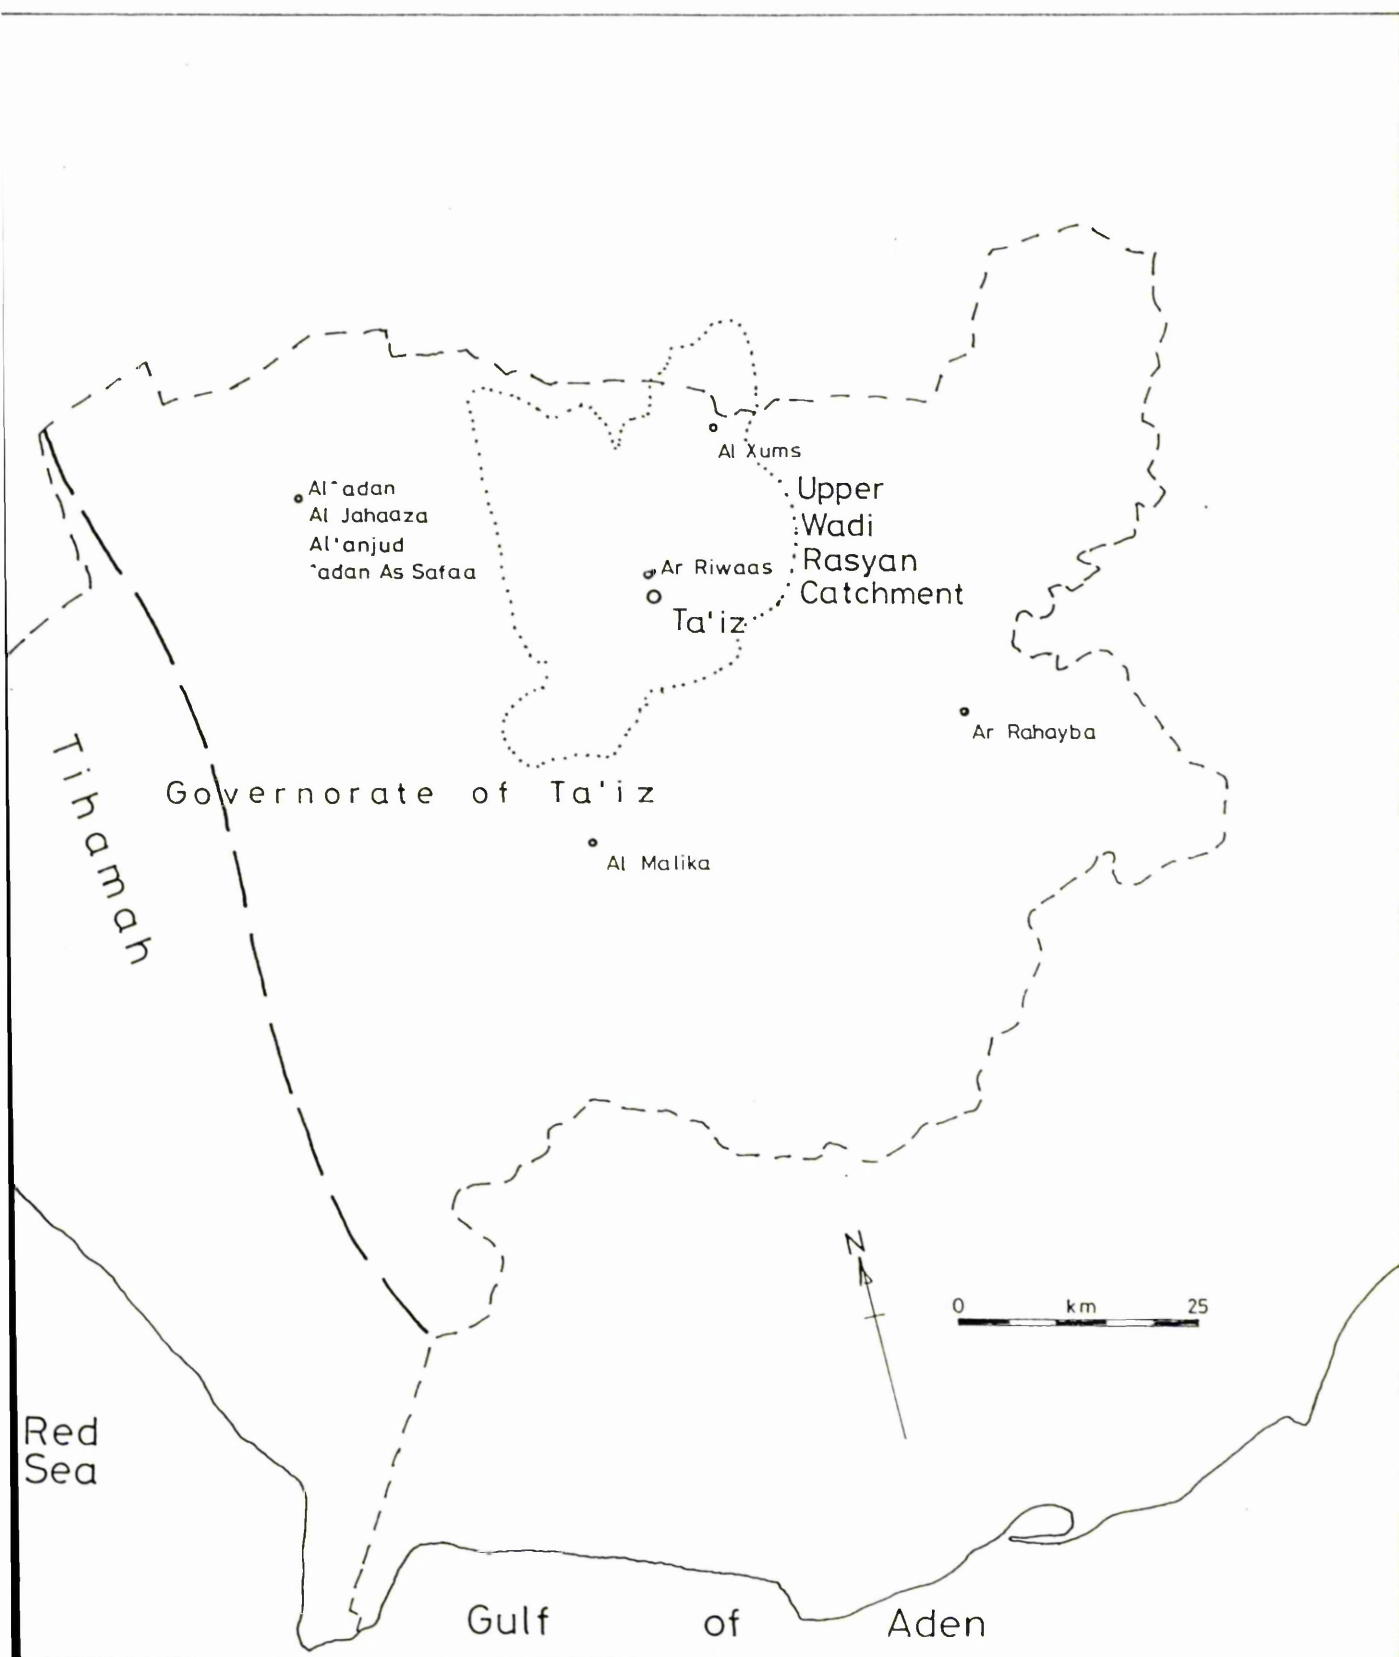 Al Xums
Upper
Wadi
Rasyan
Catchment
Al`adan
Al Jahaaza
Al'anjud
`adan As Safaa
Ar Riwaas
Ta'iz
Ar Rahayba
Tihamah
Governorate of Ta'iz
Al Malika
N
0 km 25
Red
Sea
Gulf of Aden